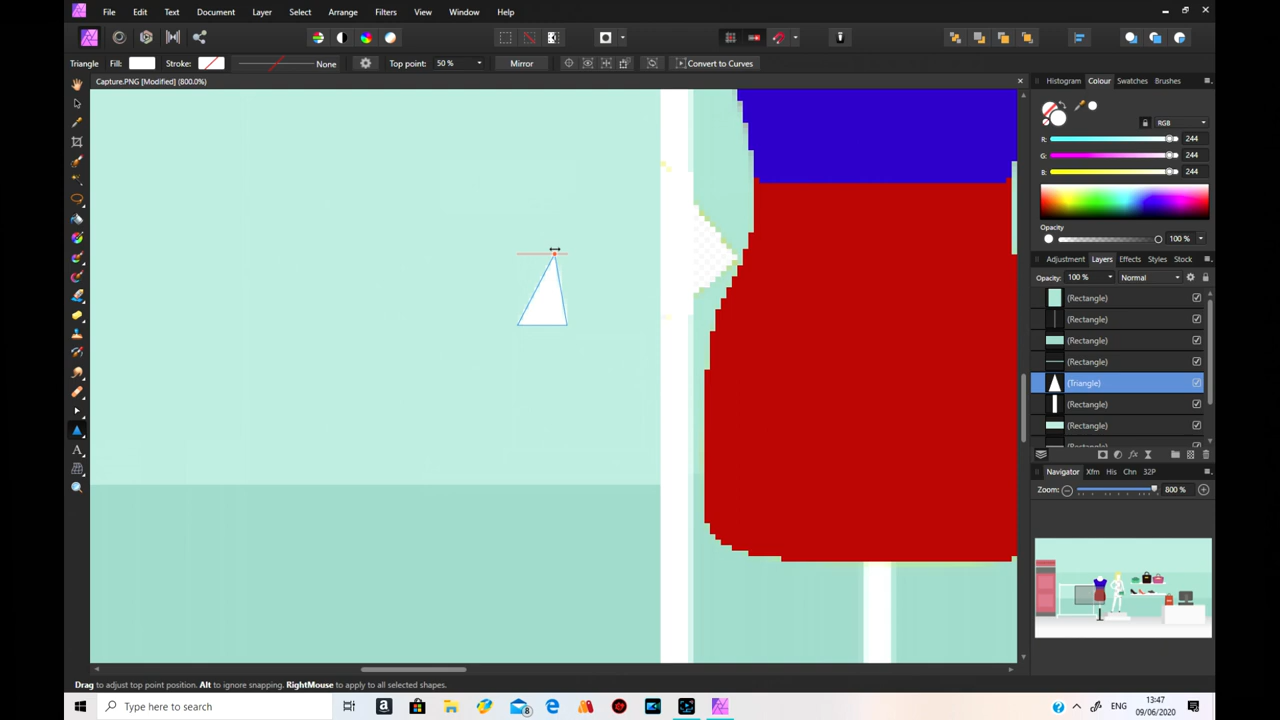 File Edit Text Document Layer Select Arrange Filters View Window Help
Triangle Fill: Stroke: None Top point: 50 % Mirror Convert to Curves
Capture.PNG [Modified] (800.0%)
Histogram Colour Swatches Brushes
RGB
R: 244
G: 244
B: 244
Opacity
100 %
Adjustment Layers Effects Styles Stock
Opacity: 100 % Normal
(Rectangle)
(Rectangle)
(Rectangle)
(Rectangle)
(Triangle)
(Rectangle)
(Rectangle)
Navigator Xfm His Chn 32P
Zoom: 800 %
Drag to adjust top point position. Alt to ignore snapping. RightMouse to apply to all selected shapes.
Type here to search
ENG
13:47
09/06/2020